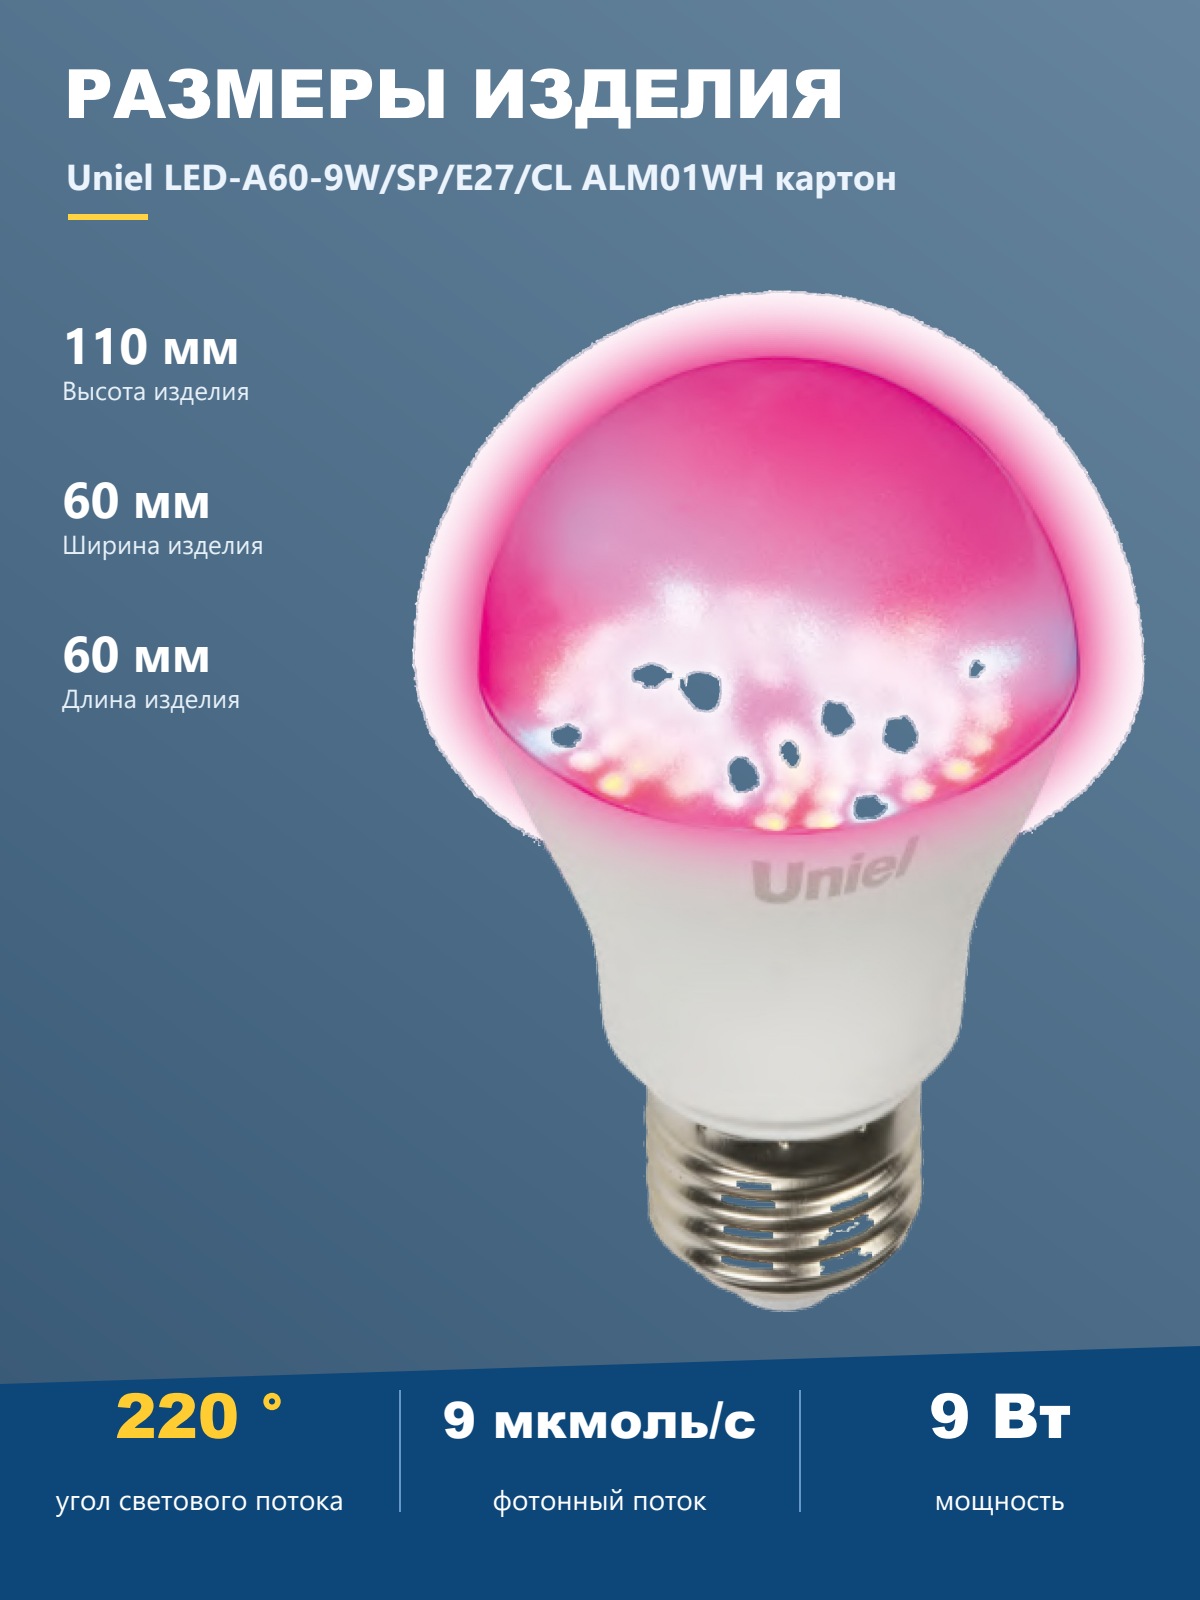 РАЗМЕРЫ ИЗДЕЛИЯ
Uniel LED-A60-9W/SP/E27/CL ALM01WH картон
110 мм
Высота изделия
60 мм
Ширина изделия
60 мм
Длина изделия
Uniel
220 °
угол светового потока
9 мкмоль/с
фотонный поток
9 Вт
мощность